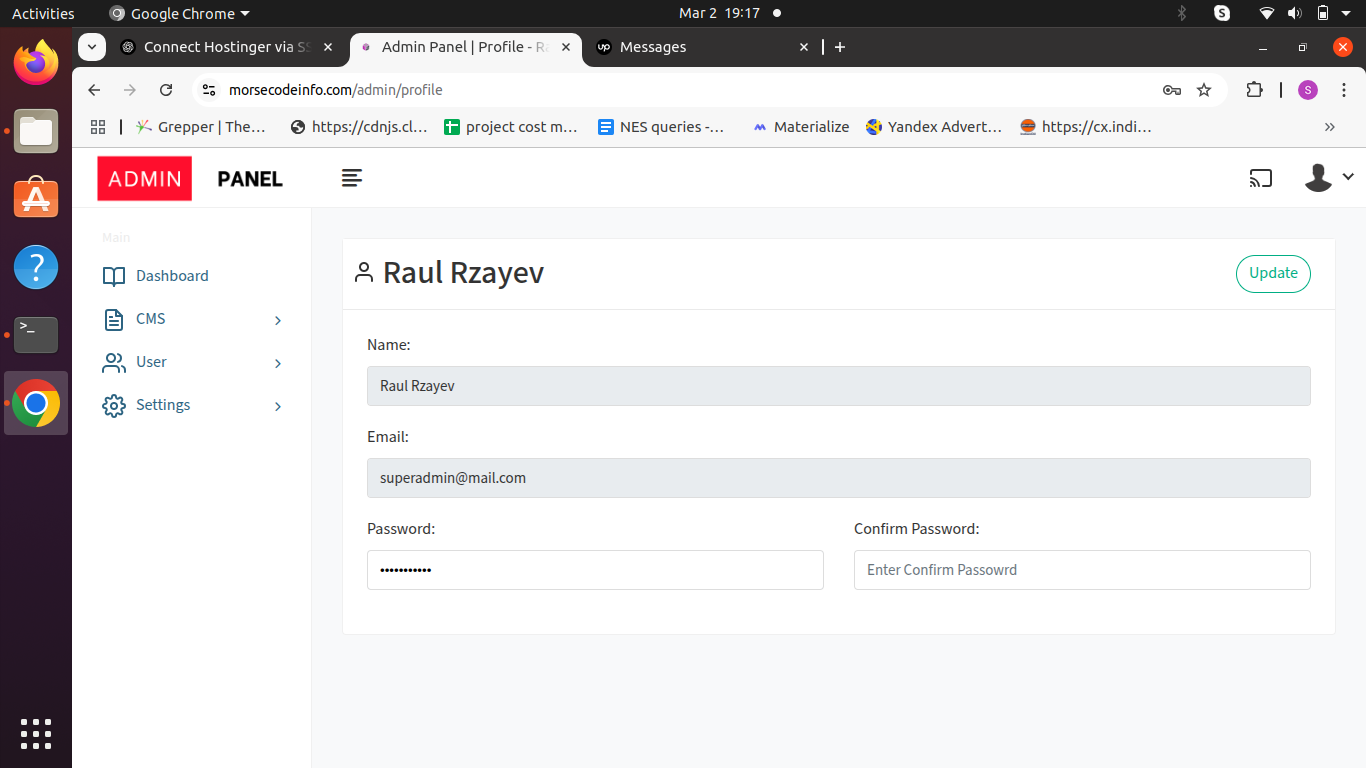 Activities Google Chrome Mar 2 19:17
Connect Hostinger via SS Admin Panel | Profile - Ra Messages
morsecodeinfo.com/admin/profile S
Grepper | The… https://cdnjs.cl… project cost m… NES queries -… Materialize Yandex Advert… https://cx.indi…
ADMIN PANEL
Main
Dashboard
CMS
User
Settings
Raul Rzayev Update
Name:
Raul Rzayev
Email:
superadmin@mail.com
Password: Confirm Password:
••••••••••• Enter Confirm Passowrd